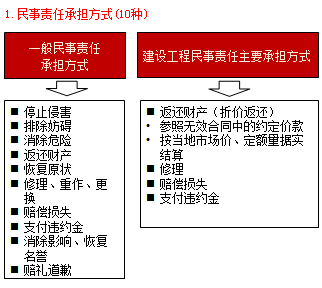 1. 民事责任承担方式(10种)
一般民事责任
承担方式
■ 停止侵害
■ 排除妨碍
■ 消除危险
■ 返还财产
■ 恢复原状
■ 修理、重作、更
换
■ 赔偿损失
■ 支付违约金
■ 消除影响、恢复
名誉
■ 赔礼道歉
建设工程民事责任主要承担方式
■ 返还财产（折价返还）
• 参照无效合同中的约定价款
• 按当地市场价、定额量据实
结算
■ 修理
■ 赔偿损失
■ 支付违约金